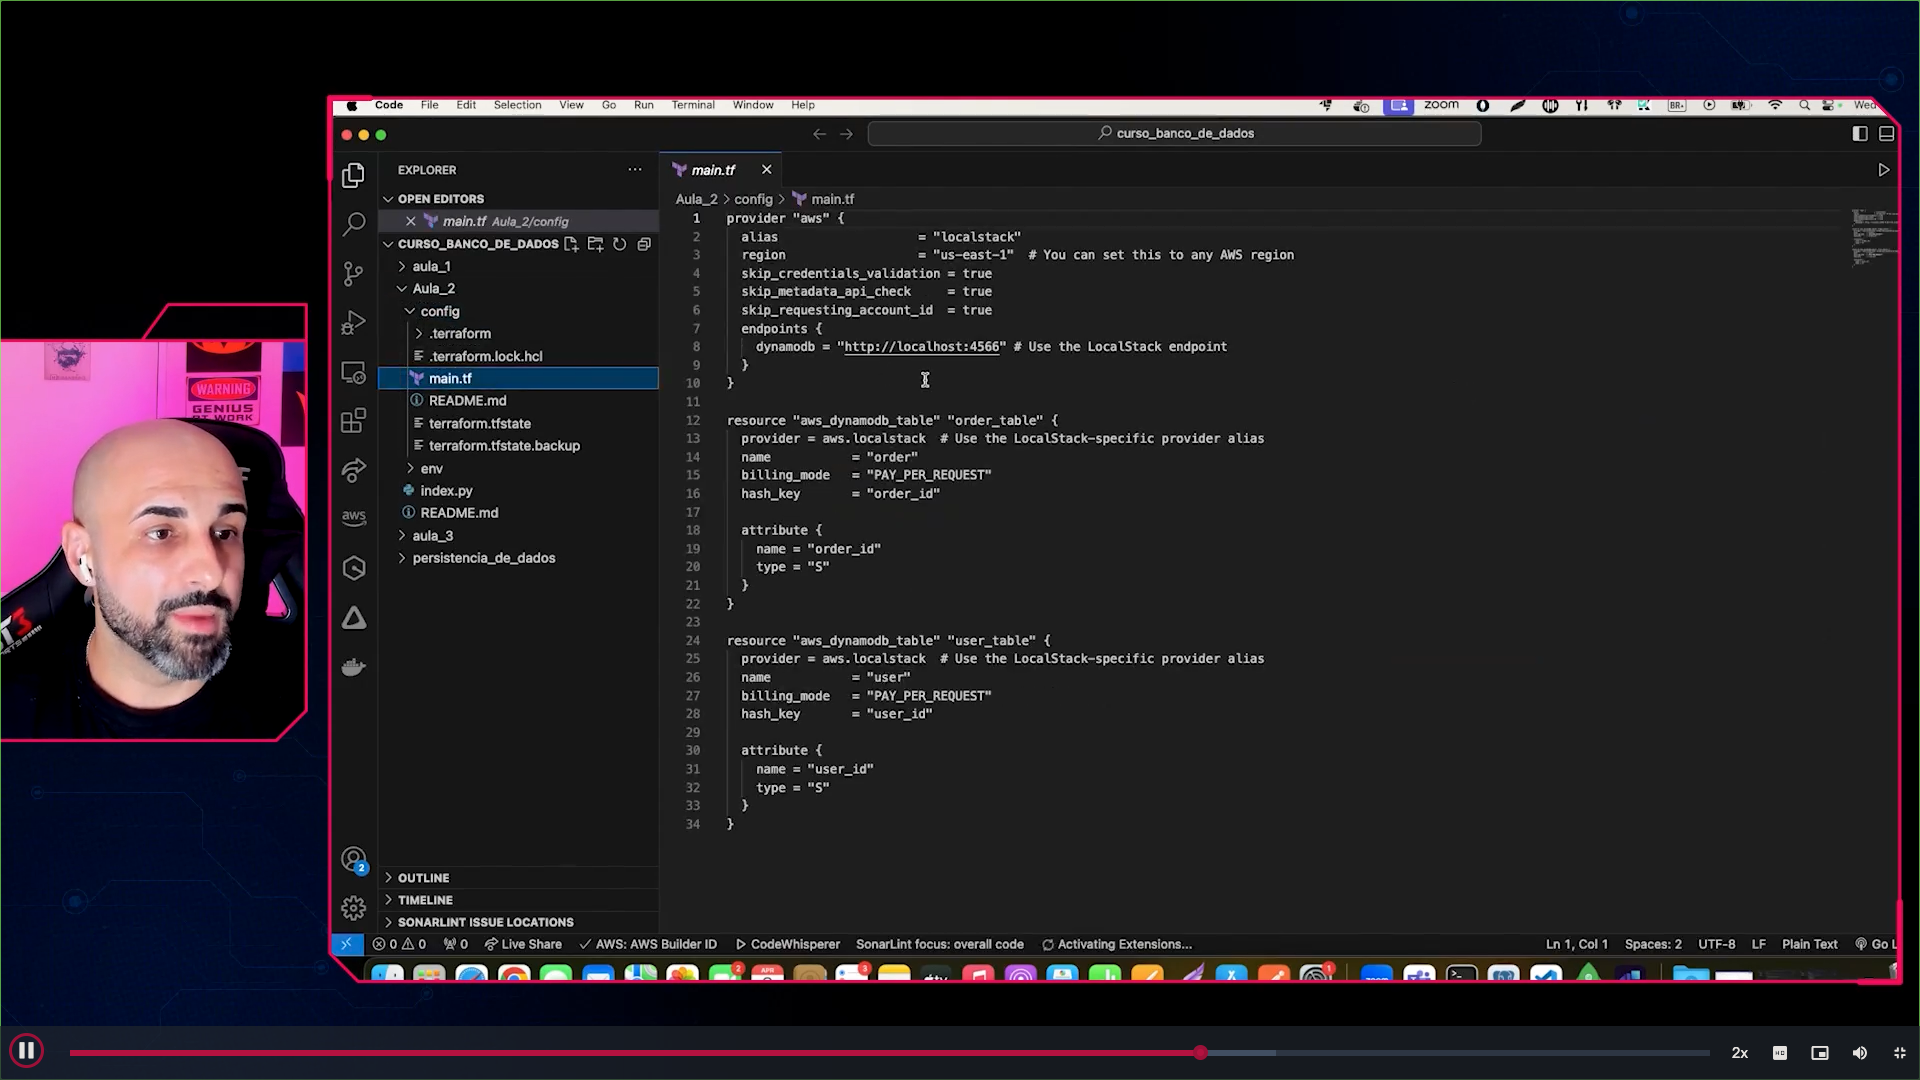 Code File Edit Selection View Go Run Terminal Window Help zoom BR Wed
curso_banco_de_dados
EXPLORER
OPEN EDITORS
main.tf Aula_2/config
CURSO_BANCO_DE_DADOS
aula_1
Aula_2
config
.terraform
.terraform.lock.hcl
main.tf
README.md
terraform.tfstate
terraform.tfstate.backup
env
index.py
README.md
aula_3
persistencia_de_dados
OUTLINE
TIMELINE
SONARLINT ISSUE LOCATIONS
aws
2
main.tf
Aula_2 > config > main.tf
1 provider "aws" {
2 alias = "localstack"
3 region = "us-east-1" # You can set this to any AWS region
4 skip_credentials_validation = true
5 skip_metadata_api_check = true
6 skip_requesting_account_id = true
7 endpoints {
8 dynamodb = "http://localhost:4566" # Use the LocalStack endpoint
9 }
10 }
11
12 resource "aws_dynamodb_table" "order_table" {
13 provider = aws.localstack # Use the LocalStack-specific provider alias
14 name = "order"
15 billing_mode = "PAY_PER_REQUEST"
16 hash_key = "order_id"
17
18 attribute {
19 name = "order_id"
20 type = "S"
21 }
22 }
23
24 resource "aws_dynamodb_table" "user_table" {
25 provider = aws.localstack # Use the LocalStack-specific provider alias
26 name = "user"
27 billing_mode = "PAY_PER_REQUEST"
28 hash_key = "user_id"
29
30 attribute {
31 name = "user_id"
32 type = "S"
33 }
34 }
0 0 0 Live Share AWS: AWS Builder ID CodeWhisperer SonarLint focus: overall code Activating Extensions... Ln 1, Col 1 Spaces: 2 UTF-8 LF Plain Text Go L
2 APR 3 tv 1
WARNING
GENIUS
AT WORK
T3
2x HD